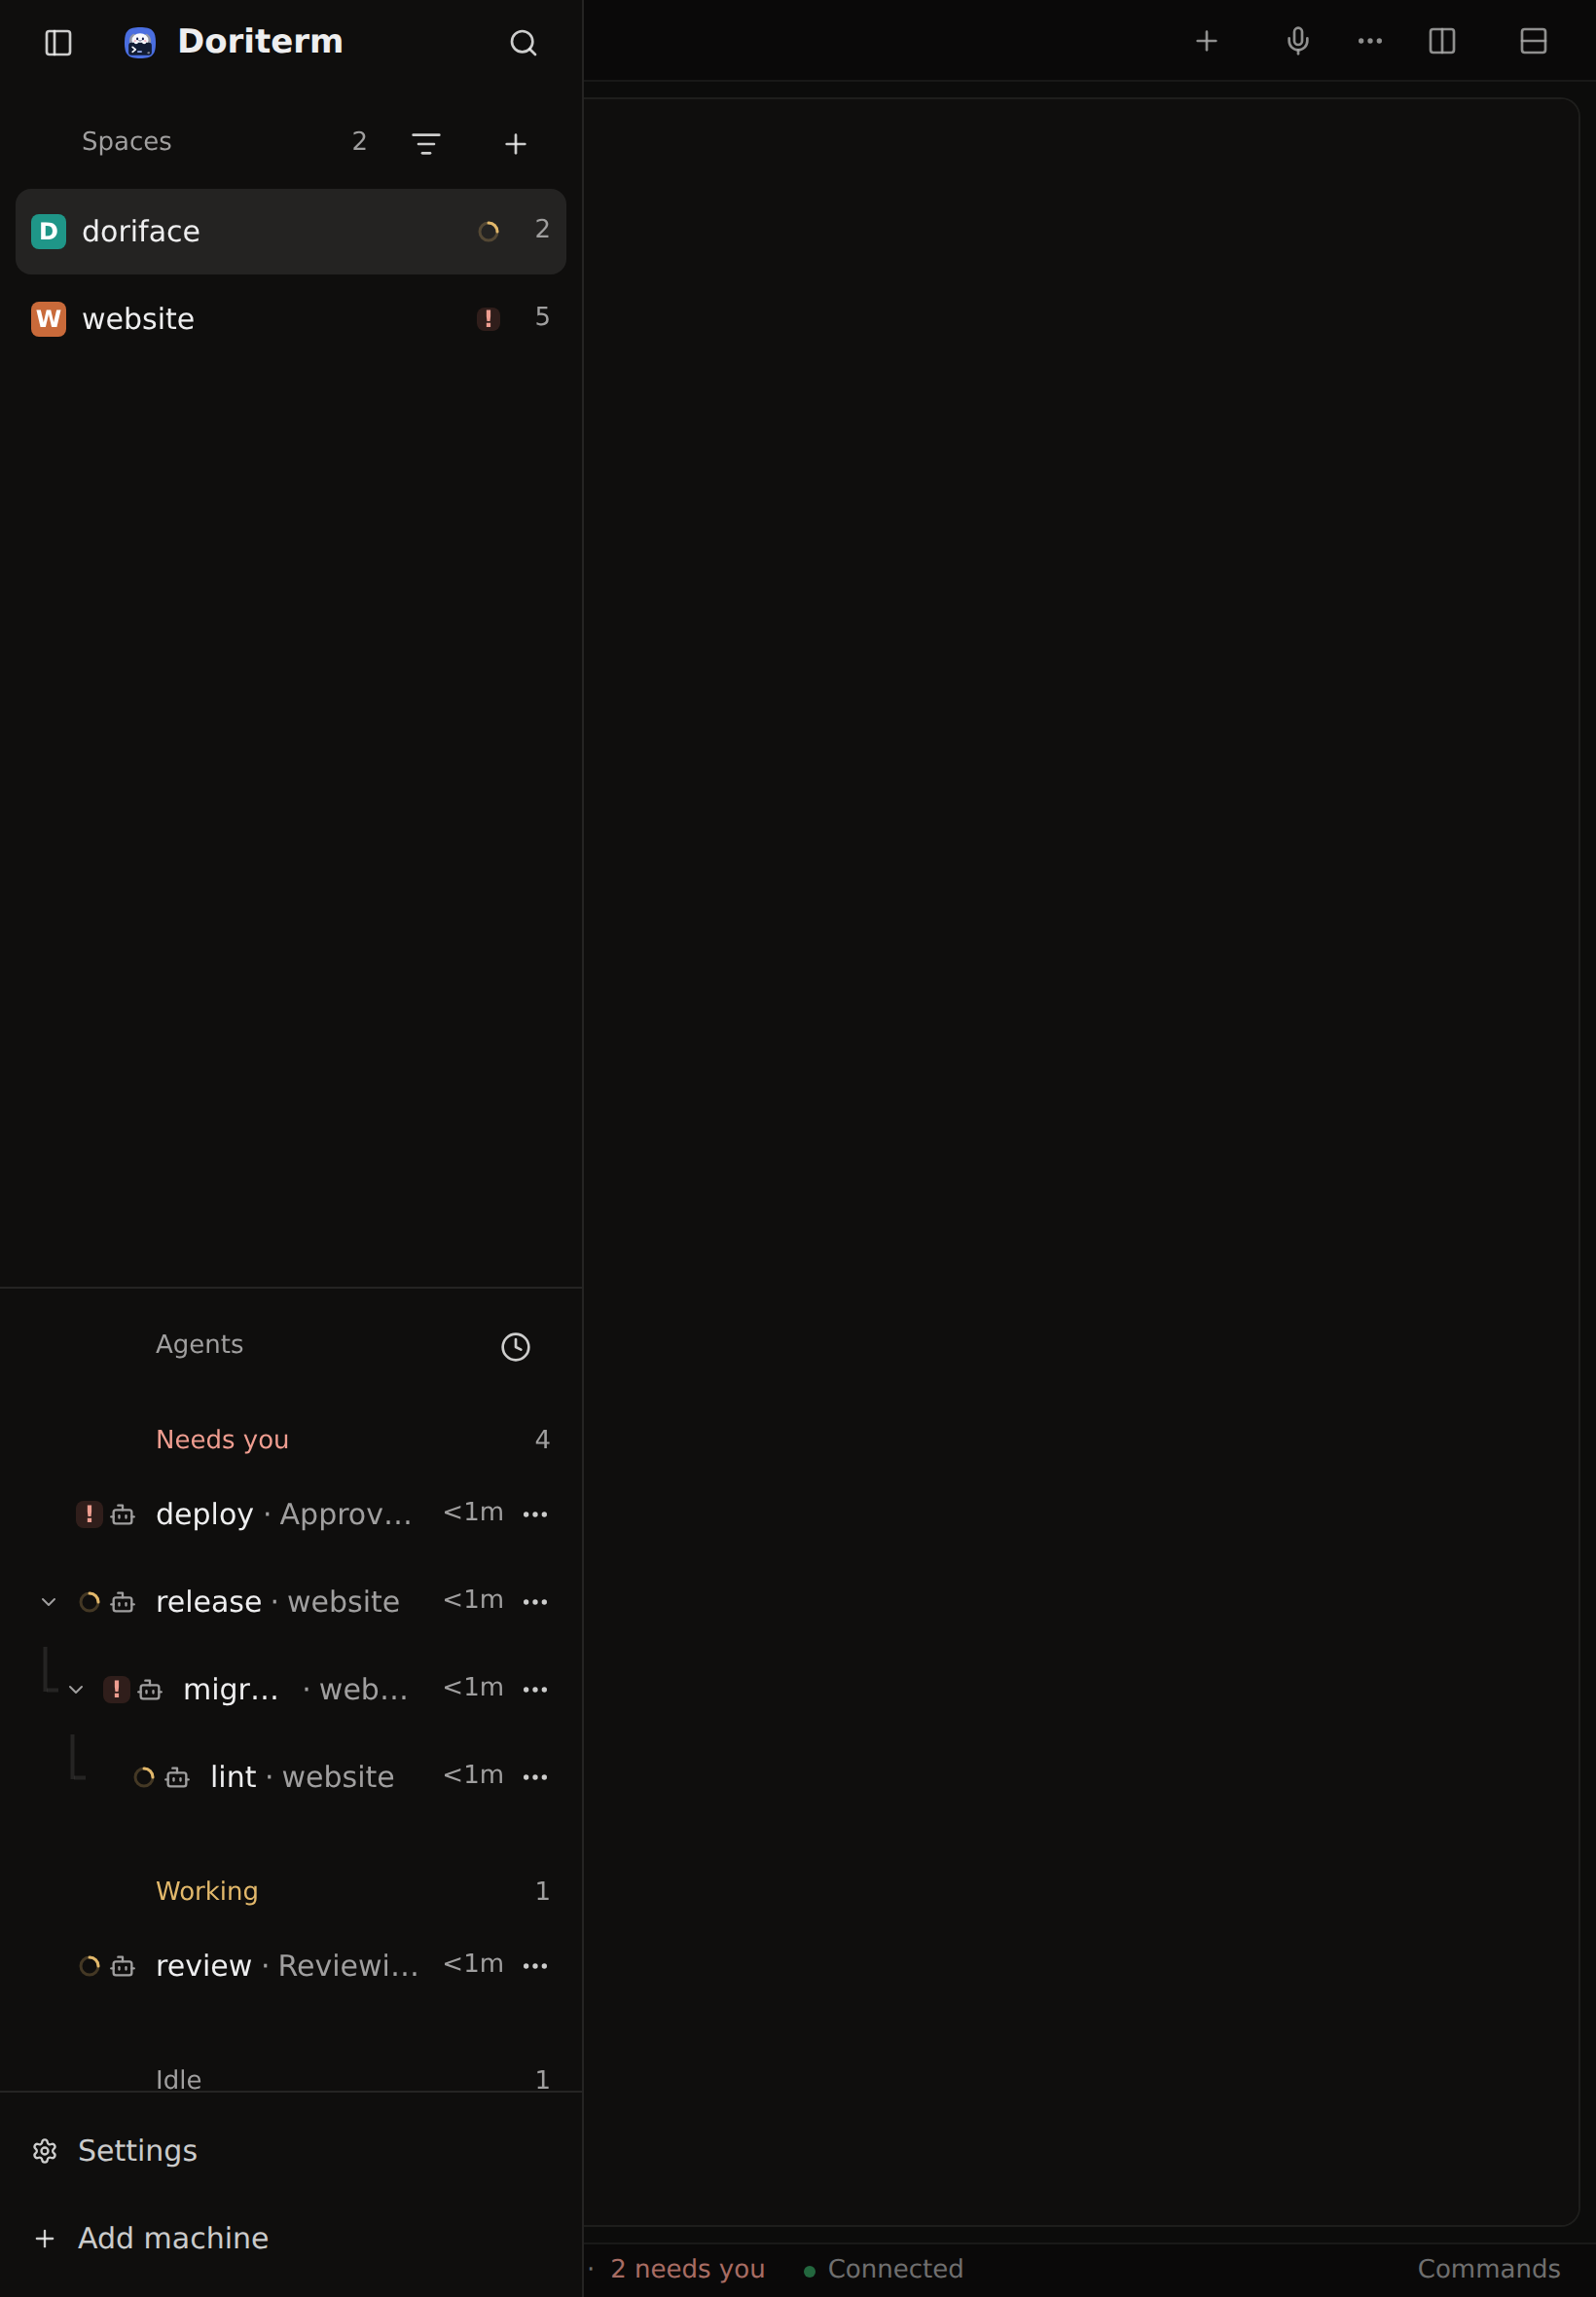 Doriterm
Spaces 2
D doriface 2
W website ! 5
Agents
Needs you 4
! deploy · Approv… <1m
release · website <1m
! migr… · web… <1m
lint · website <1m
Working 1
review · Reviewi… <1m
Idle 1
Settings
Add machine
· 2 needs you Connected Commands